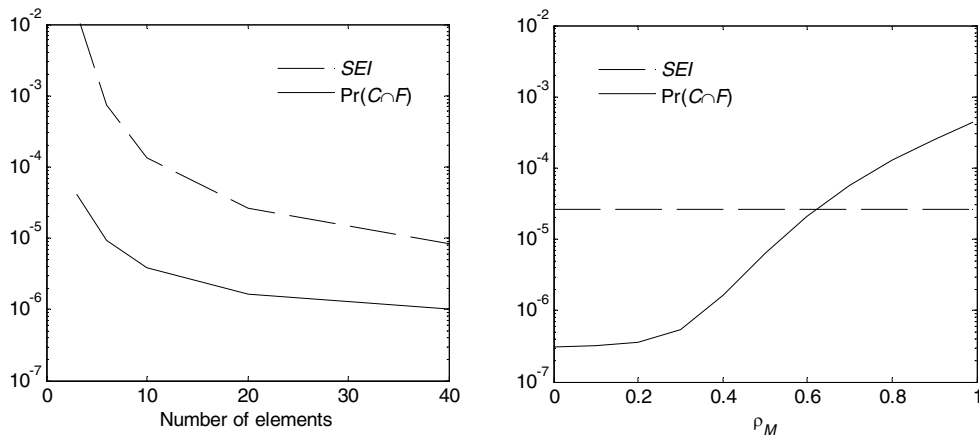 10⁻²
10⁻³
10⁻⁴
10⁻⁵
10⁻⁶
10⁻⁷
SEI
Pr(C∩F)
0 10 20 30 40
Number of elements
10⁻²
10⁻³
10⁻⁴
10⁻⁵
10⁻⁶
10⁻⁷
SEI
Pr(C∩F)
0 0.2 0.4 0.6 0.8 1
ρ_M